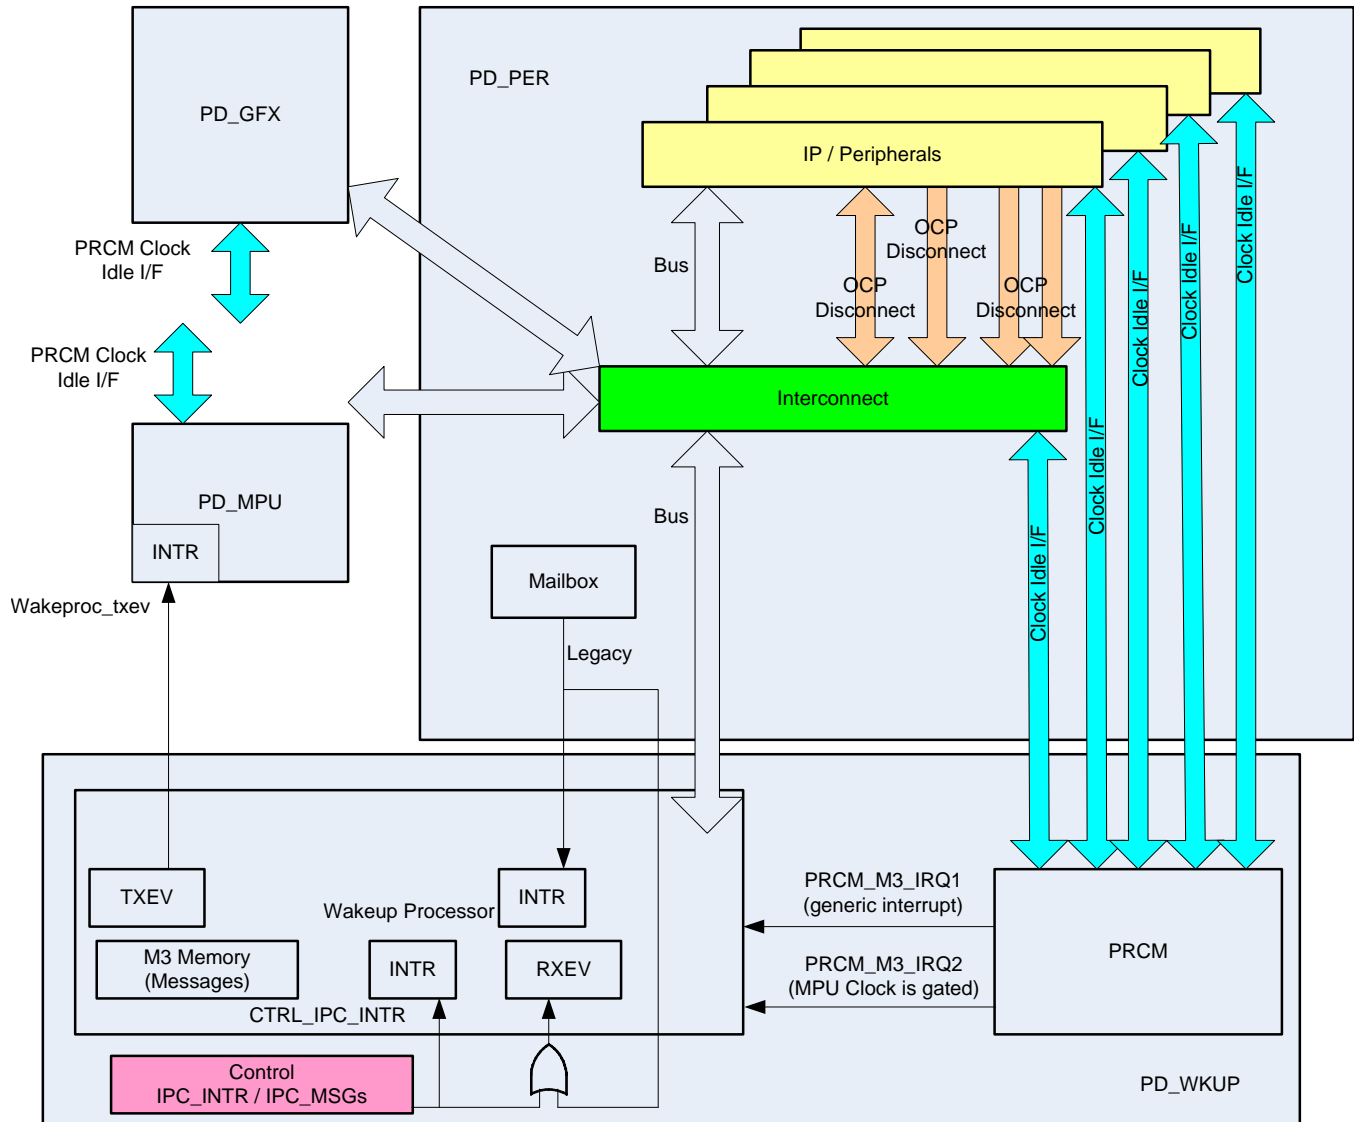 PD_GFX
PD_PER
IP / Peripherals
PRCM Clock
Idle I/F
PRCM Clock
Idle I/F
Bus
OCP
Disconnect
OCP
Disconnect
OCP
Disconnect
Clock Idle I/F
Clock Idle I/F
Clock Idle I/F
Clock Idle I/F
Clock Idle I/F
Interconnect
PD_MPU
INTR
Wakeproc_txev
Bus
Mailbox
Legacy
TXEV
Wakeup Processor
INTR
M3 Memory
(Messages)
INTR
RXEV
CTRL_IPC_INTR
PRCM_M3_IRQ1
(generic interrupt)
PRCM_M3_IRQ2
(MPU Clock is gated)
PRCM
Control
IPC_INTR / IPC_MSGs
PD_WKUP